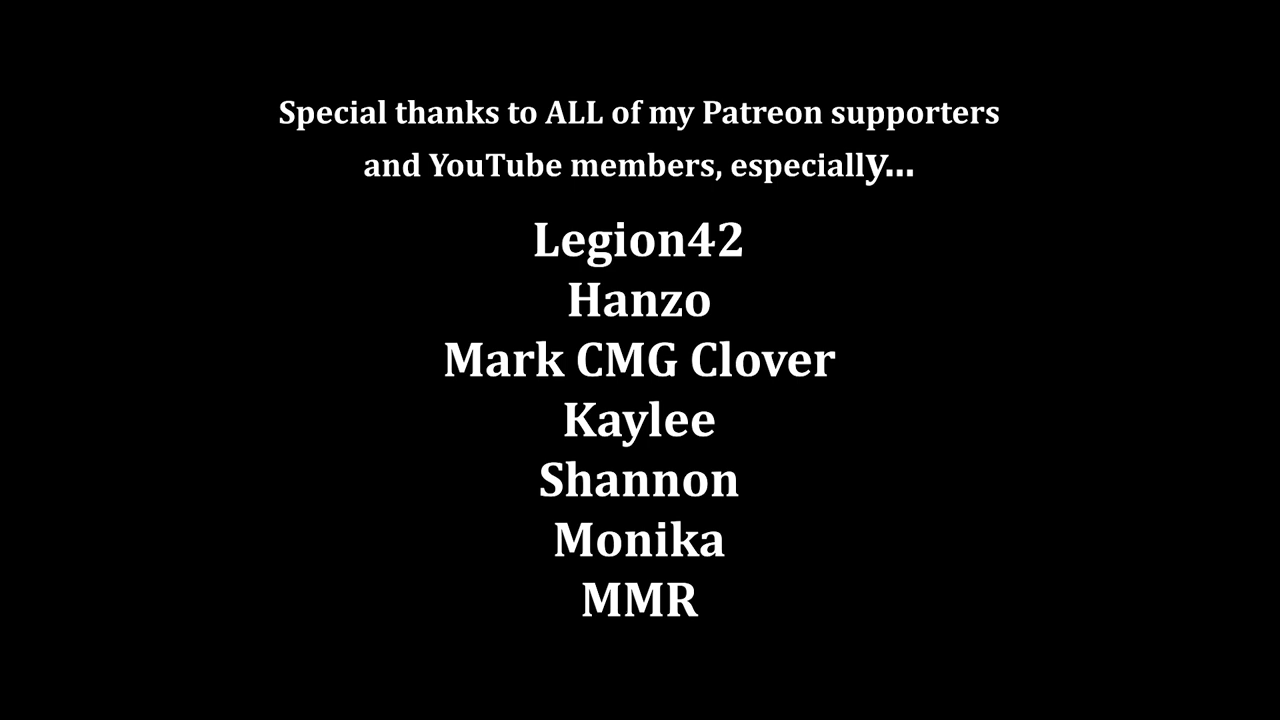 Special thanks to ALL of my Patreon supporters
and YouTube members, especially...
Legion42
Hanzo
Mark CMG Clover
Kaylee
Shannon
Monika
MMR